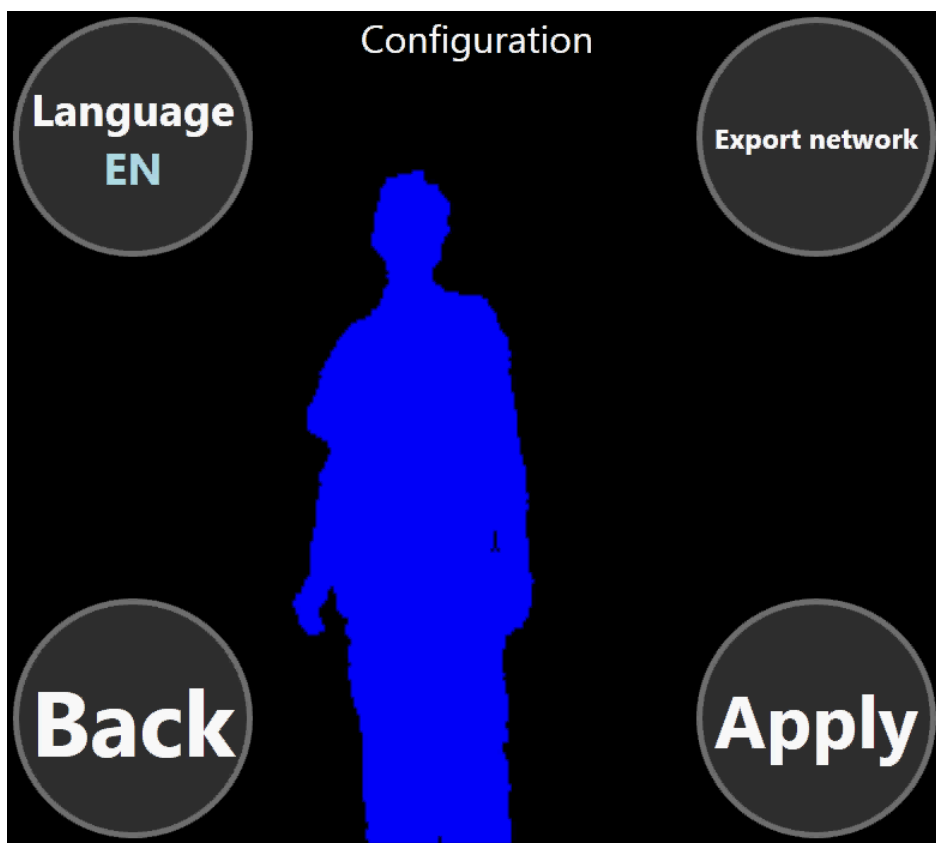 Configuration
Language
EN
Export network
Back
Apply